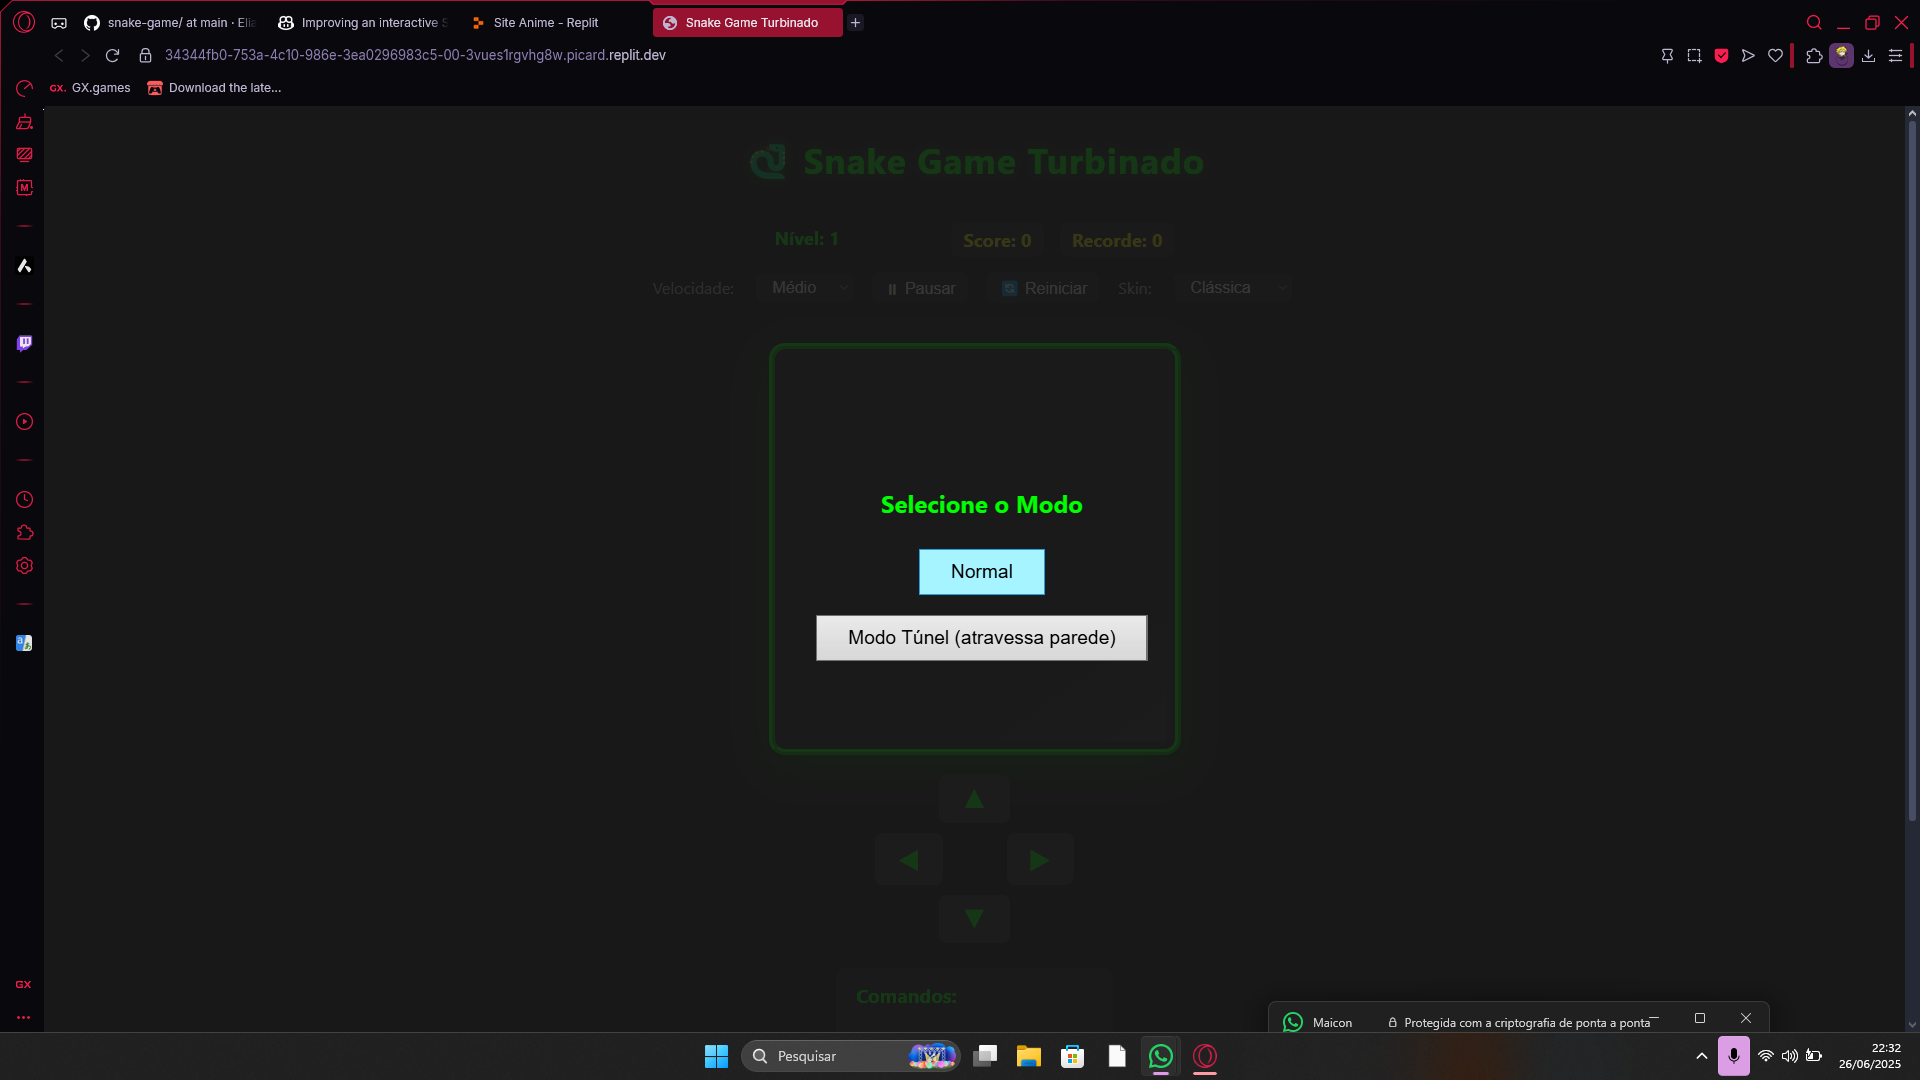 snake-game/ at main · Elia
Improving an interactive S
Site Anime - Replit
Snake Game Turbinado
34344fb0-753a-4c10-986e-3ea0296983c5-00-3vues1rgvhg8w.picard.replit.dev
GX. GX.games
Download the late...
Snake Game Turbinado
Nível: 1
Score: 0
Recorde: 0
Velocidade:
Médio
Pausar
Reiniciar
Skin:
Clássica
Selecione o Modo
Normal
Modo Túnel (atravessa parede)
Comandos:
GX
Maicon
Protegida com a criptografia de ponta a ponta
Pesquisar
22:32
26/06/2025